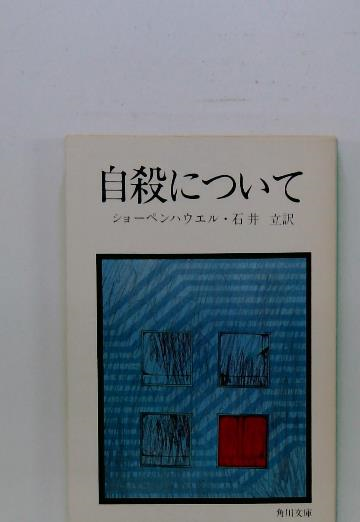 自殺について
ショーペンハウエル・石井 立訳
角川文庫